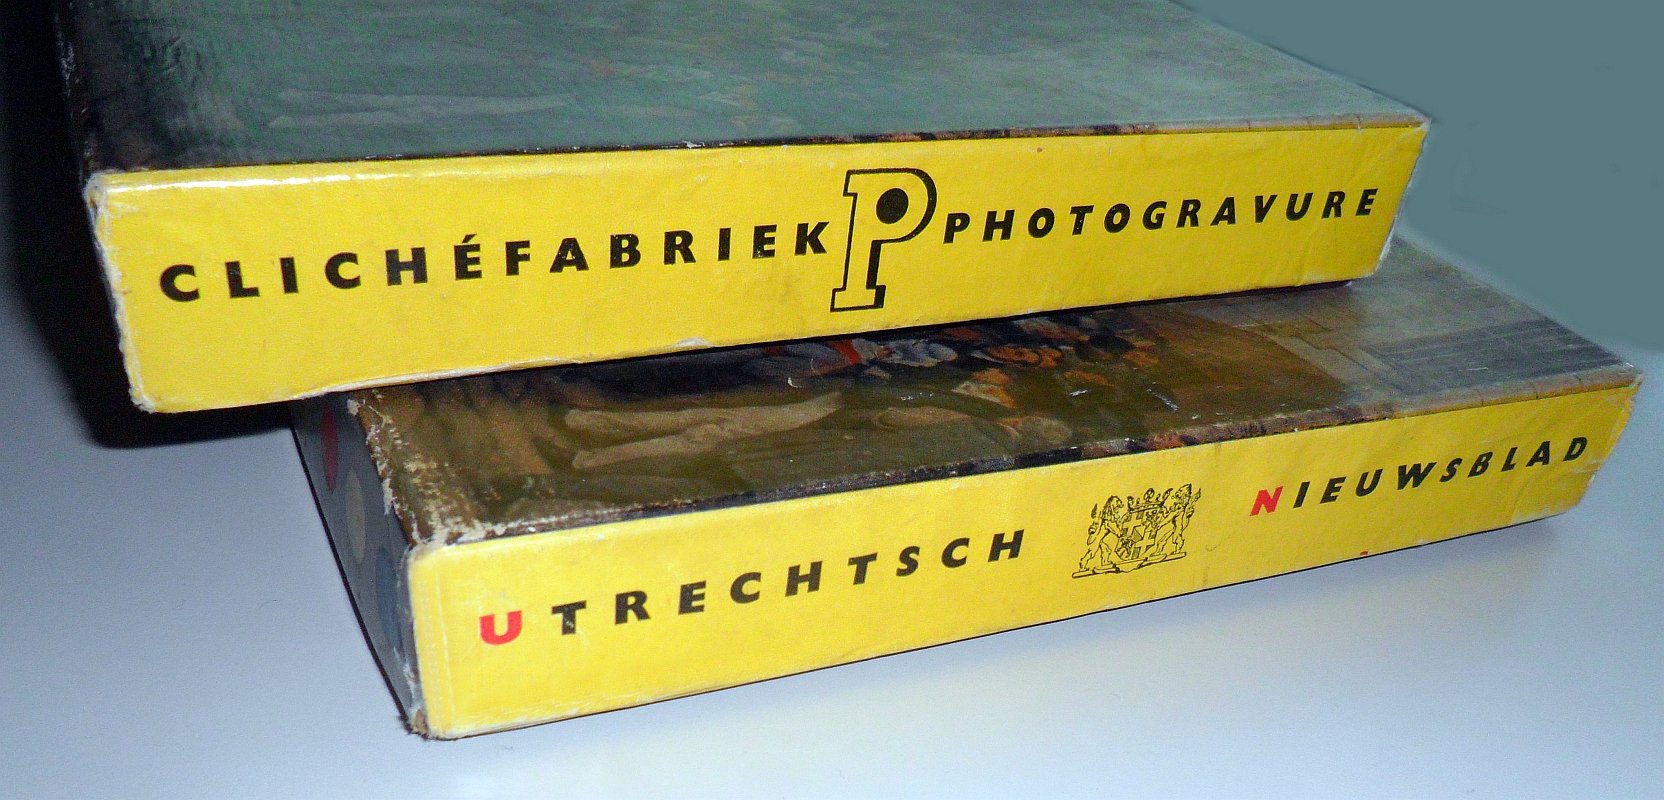 CLICHÉFABRIEK P PHOTOGRAVURE
UTRECHTSCH NIEUWSBLAD